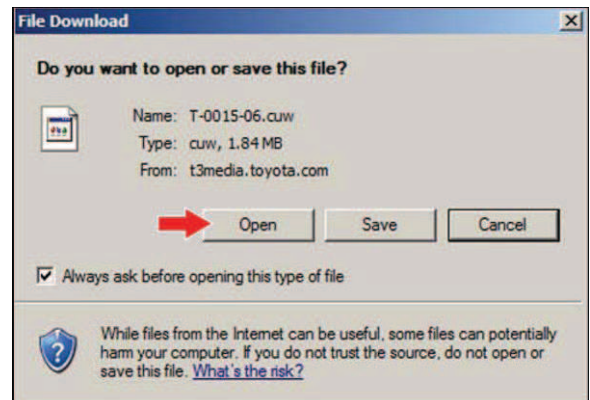 File Download
Do you want to open or save this file?
Name: T-0015-06.cuw
Type: cuw, 1.84 MB
From: t3media.toyota.com
Open Save Cancel
Always ask before opening this type of file
While files from the Internet can be useful, some files can potentially
harm your computer. If you do not trust the source, do not open or
save this file. What's the risk?